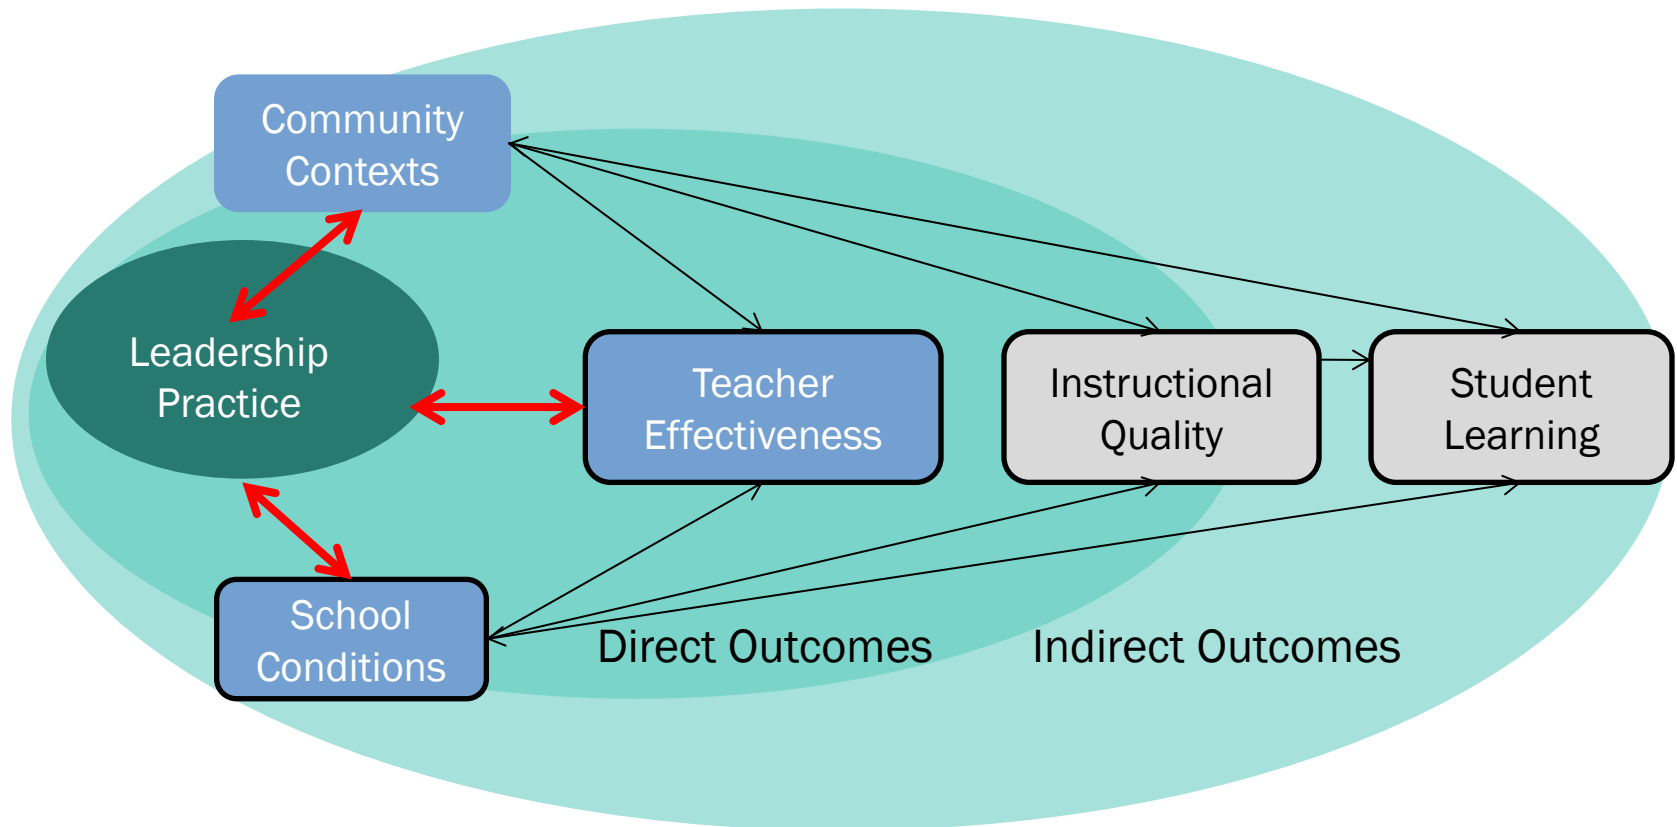 Community
Contexts
Leadership
Practice
Teacher
Effectiveness
Instructional
Quality
Student
Learning
School
Conditions
Direct Outcomes
Indirect Outcomes